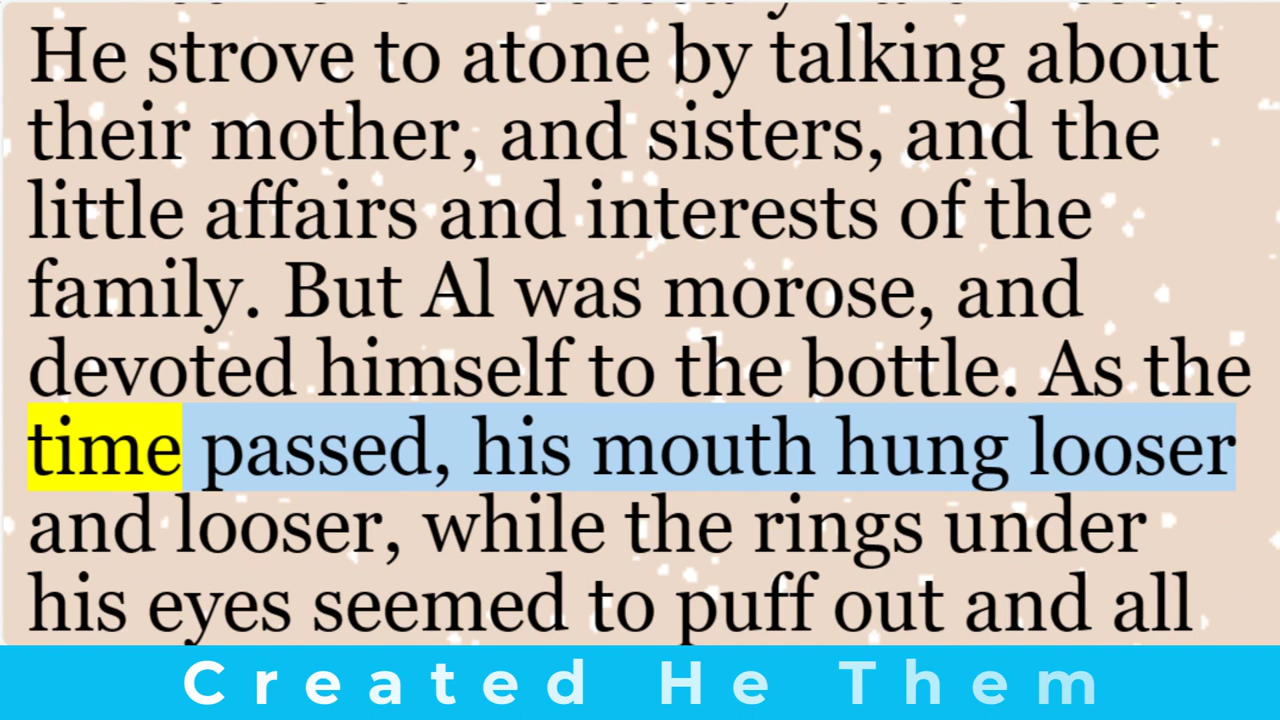 He strove to atone by talking about
their mother, and sisters, and the
little affairs and interests of the
family. But Al was morose, and
devoted himself to the bottle. As the
time passed, his mouth hung looser
and looser, while the rings under
his eyes seemed to puff out and all
Created He Them